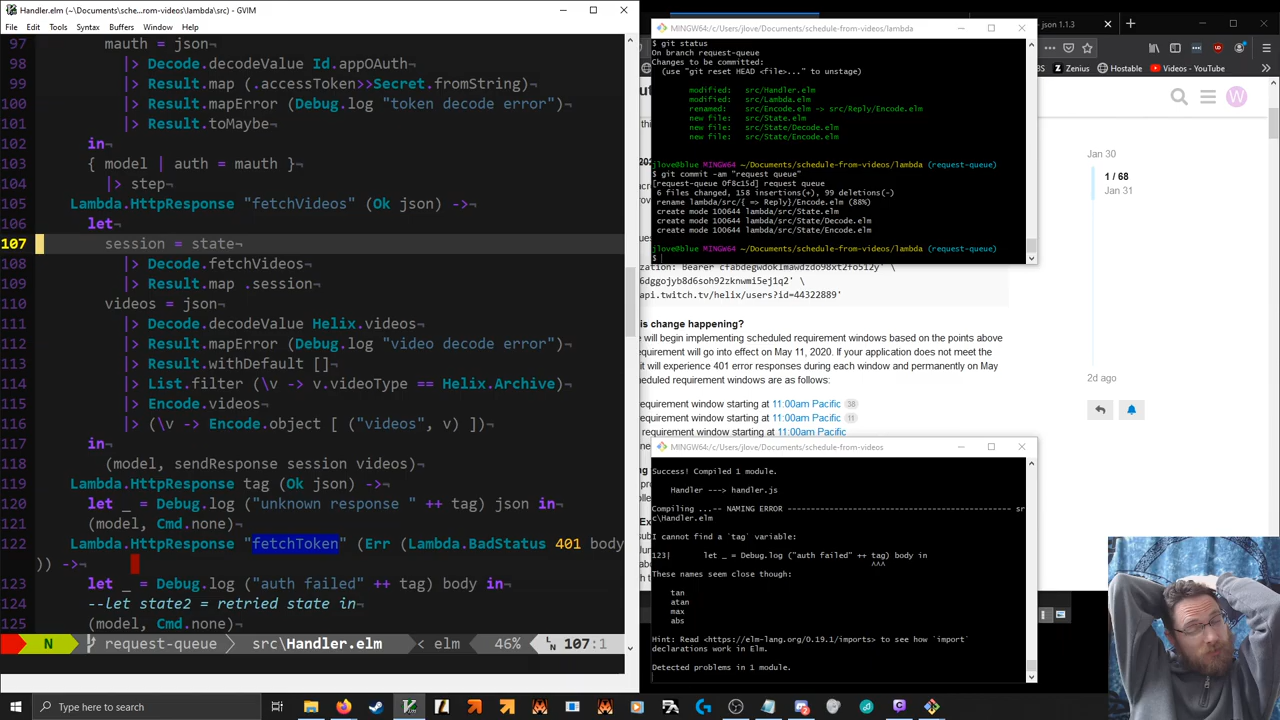 Handler.elm (~\Documents\sche...rom-videos\lambda\src) - GVIM
File Edit Tools Syntax Buffers Window Help
97 mauth = json
98 |> Decode.decodeValue Id.appOAuth
99 |> Result.map (.accessToken>>Secret.fromString)
100 |> Result.mapError (Debug.log "token decode error")
101 |> Result.toMaybe
102 in
103 { model | auth = mauth }
104 |> step
105 Lambda.HttpResponse "fetchVideos" (Ok json) ->
106 let
107 session = state¬
108 |> Decode.fromEvent¬
109 |> Result.map .session¬
110 videos = json¬
111 |> Decode.decodeValue Helix.videos¬
112 |> Result.mapError (Debug.log "video decode error")¬
113 |> Result.withDefault []¬
114 |> List.filter (\v -> v.videoType == Helix.Archive)¬
115 |> Encode.videos¬
116 |> (\v -> Encode.object [ ("videos", v) ])¬
117 in¬
118 (model, sendResponse session videos)¬
119 Lambda.HttpResponse tag (Ok json) ->¬
120 let _ = Debug.log ("unknown response " ++ tag) json in¬
121 (model, Cmd.none)¬
122 Lambda.HttpResponse "fetchToken" (Err (Lambda.BadStatus 401 body
)) ->¬
123 let _ = Debug.log ("auth failed" ++ tag) body in¬
124 --let state2 = retried state in¬
125 (model, Cmd.none)¬
N request-queue src\Handler.elm elm 46% 107:1
MINGW64:/c/Users/jlove/Documents/schedule-from-videos/lambda
$ git status
On branch request-queue
Changes to be committed:
(use "git reset HEAD <file>..." to unstage)
modified: src/Handler.elm
modified: src/Lambda.elm
renamed: src/Encode.elm -> src/Reply/Encode.elm
new file: src/State.elm
new file: src/State/Decode.elm
new file: src/State/Encode.elm
jlove@blue MINGW64 ~/Documents/schedule-from-videos/lambda (request-queue)
$ git commit -am "request queue"
[request-queue 0f8c15d] request queue
6 files changed, 158 insertions(+), 99 deletions(-)
rename lambda/src/{ => Reply}/Encode.elm (88%)
create mode 100644 lambda/src/State.elm
create mode 100644 lambda/src/State/Decode.elm
create mode 100644 lambda/src/State/Encode.elm
jlove@blue MINGW64 ~/Documents/schedule-from-videos/lambda (request-queue)
$
json 1.1.3
Zenius Hostable Videos - YouTube
W
Jan 30
1 / 68
Jan 31
2d ago
ization: Bearer cfabdegwdoklmawdzdo98xt2fo512y' \
6dggojyb8d6soh92zknwmi5ej1q2' \
api.twitch.tv/helix/users?id=44322889'
is change happening?
will begin implementing scheduled requirement windows based on the points above
equirement will go into effect on May 11, 2020. If your application does not meet the
it will experience 401 error responses during each window and permanently on May
heduled requirement windows are as follows:
equirement window starting at 11:00am Pacific 38
equirement window starting at 11:00am Pacific 11
requirement window starting at 11:00am Pacific
MINGW64:/c/Users/jlove/Documents/schedule-from-videos
Success! Compiled 1 module.
Handler ---> handler.js
Compiling ...-- NAMING ERROR ---------------------------------------------- sr
c\Handler.elm
I cannot find a `tag` variable:
123| let _ = Debug.log ("auth failed" ++ tag) body in
^^^
These names seem close though:
tan
atan
max
abs
Hint: Read <https://elm-lang.org/0.19.1/imports> to see how `import`
declarations work in Elm.
Detected problems in 1 module.
Type here to search